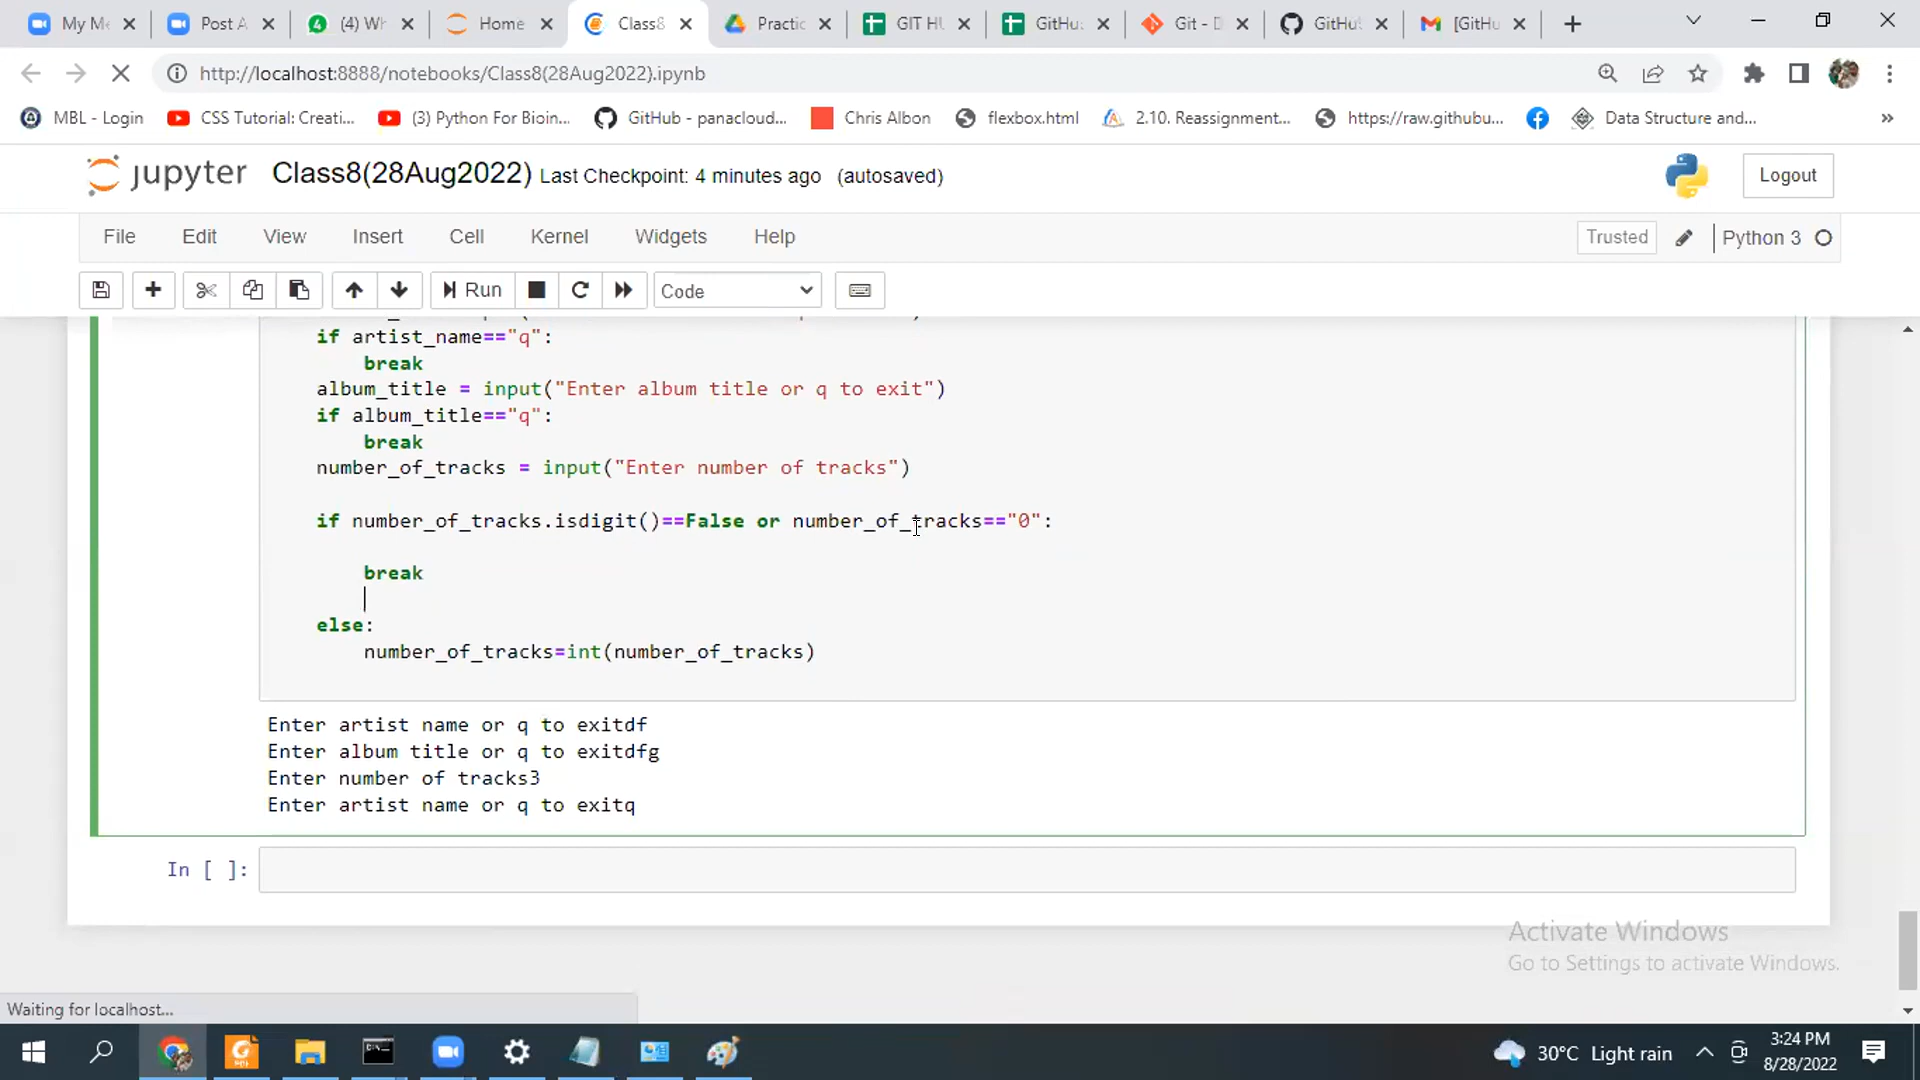 My Me
Post A
(4) Wh
Home
Class8
Practic
GIT HU
GitHu:
Git - D
GitHu
[GitHu
http://localhost:8888/notebooks/Class8(28Aug2022).ipynb
MBL - Login
CSS Tutorial: Creati...
(3) Python For Bioin...
GitHub - panacloud...
Chris Albon
flexbox.html
2.10. Reassignment...
https://raw.githubu...
Data Structure and...
»
jupyter Class8(28Aug2022) Last Checkpoint: 4 minutes ago (autosaved)
Logout
File Edit View Insert Cell Kernel Widgets Help
Trusted
Python 3
Run
Code
if artist_name=="q":
break
album_title = input("Enter album title or q to exit")
if album_title=="q":
break
number_of_tracks = input("Enter number of tracks")
if number_of_tracks.isdigit()==False or number_of_tracks=="0":
break
else:
number_of_tracks=int(number_of_tracks)
Enter artist name or q to exitdf
Enter album title or q to exitdfg
Enter number of tracks3
Enter artist name or q to exitq
In [ ]:
Activate Windows
Go to Settings to activate Windows.
Waiting for localhost...
30°C Light rain
3:24 PM
8/28/2022